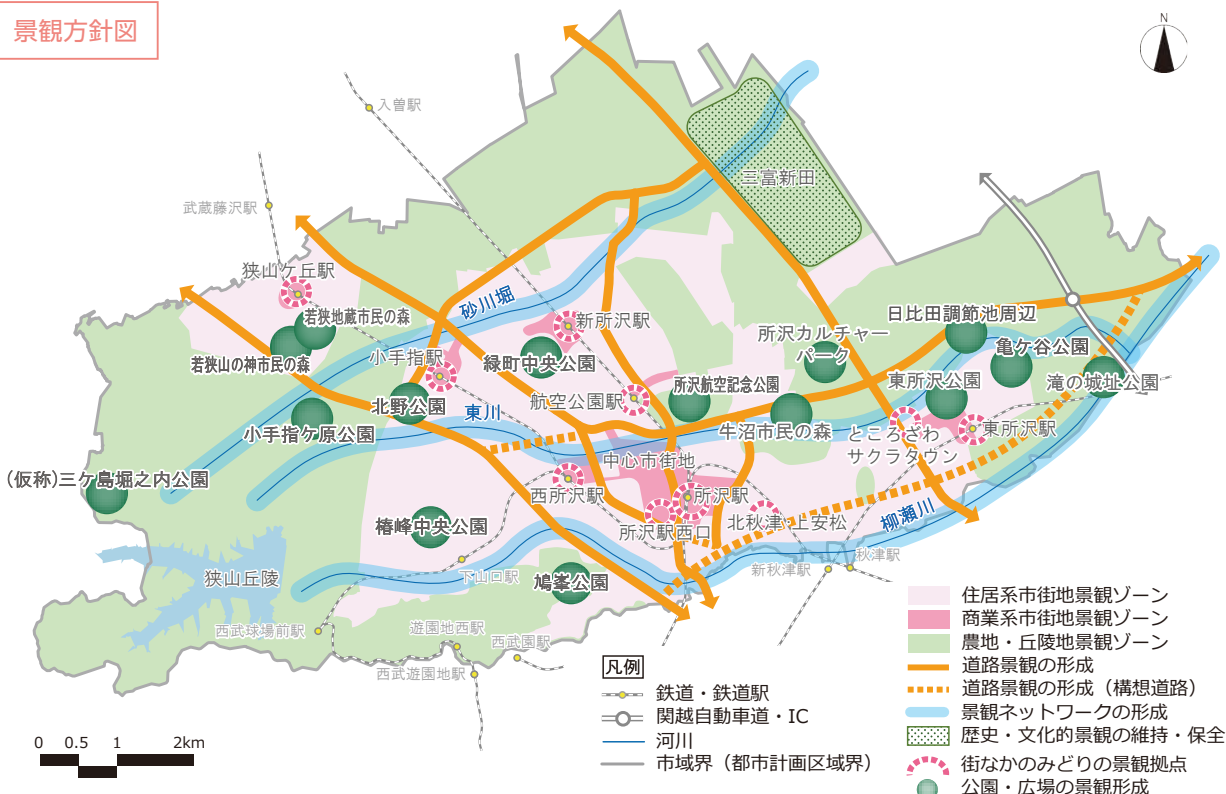 景観方針図
N
入曽駅
武蔵藤沢駅
三富新田
狭山ケ丘駅
若狭地蔵市民の森
砂川堀
新所沢駅
所沢カルチャー
パーク
日比田調節池周辺
若狭山の神市民の森
小手指駅
緑町中央公園
亀ケ谷公園
所沢航空記念公園
東所沢公園
滝の城址公園
北野公園
東川
航空公園駅
小手指ケ原公園
牛沼市民の森
ところざわ
サクラタウン
東所沢駅
中心市街地
(仮称)三ケ島堀之内公園
西所沢駅
所沢駅
椿峰中央公園
所沢駅西口
北秋津 上安松
柳瀬川
狭山丘陵
下山口駅
鳩峯公園
新秋津駅
秋津駅
西武球場前駅
遊園地西駅
西武園駅
西武遊園地駅
凡例
鉄道・鉄道駅
関越自動車道・IC
河川
市域界（都市計画区域界）
住居系市街地景観ゾーン
商業系市街地景観ゾーン
農地・丘陵地景観ゾーン
道路景観の形成
道路景観の形成（構想道路）
景観ネットワークの形成
歴史・文化的景観の維持・保全
街なかのみどりの景観拠点
公園・広場の景観形成
0 0.5 1 2km